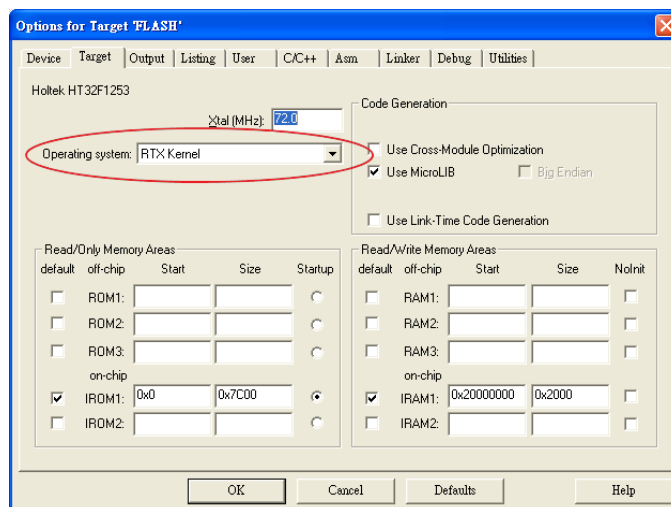 Options for Target 'FLASH'
Device Target Output Listing User C/C++ Asm Linker Debug Utilities
Holtek HT32F1253
Xtal (MHz): 72.0
Operating system: RTX Kernel
Code Generation
Use Cross-Module Optimization
Use MicroLIB Big Endian
Use Link-Time Code Generation
Read/Only Memory Areas
default off-chip Start Size Startup
ROM1:
ROM2:
ROM3:
on-chip
IROM1: 0x0 0x7C00
IROM2:
Read/Write Memory Areas
default off-chip Start Size NoInit
RAM1:
RAM2:
RAM3:
on-chip
IRAM1: 0x20000000 0x2000
IRAM2:
OK Cancel Defaults Help